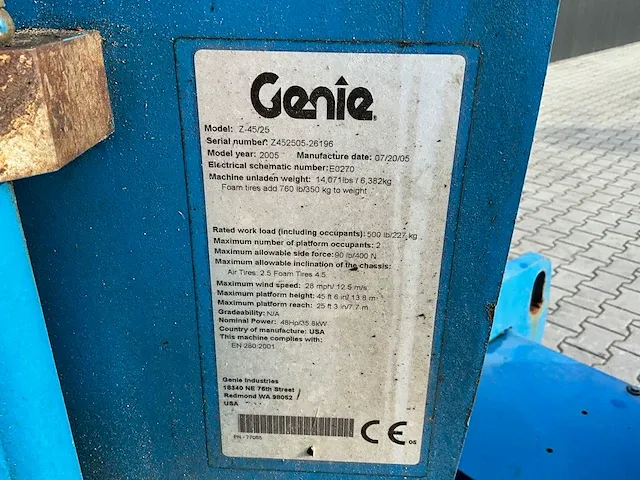 Genie
Model: Z-45/25
Serial number: Z452505-26196
Model year: 2005 Manufacture date: 07/20/05
Electrical schematic number: E0270
Machine unladen weight: 14,071lbs / 6,382kg
Foam tires add 760 lb/350 kg to weight
Rated work load (including occupants): 500 lb/227 kg
Maximum number of platform occupants: 2
Maximum allowable side force: 90 lb/400 N
Maximum allowable inclination of the chassis:
Air Tires: 2.5 Foam Tires 4.5
Maximum wind speed: 28 mph/ 12.5 m/s
Maximum platform height: 45 ft 6 in/ 13.8 m
Maximum platform reach: 25 ft 3 in/7.7 m
Gradeability: N/A
Nominal Power: 48Hp/35.8kW
Country of manufacture: USA
This machine complies with:
EN 280:2001
Genie Industries
18340 NE 76th Street
Redmond WA 98052
USA
PN - 77055
CE 05